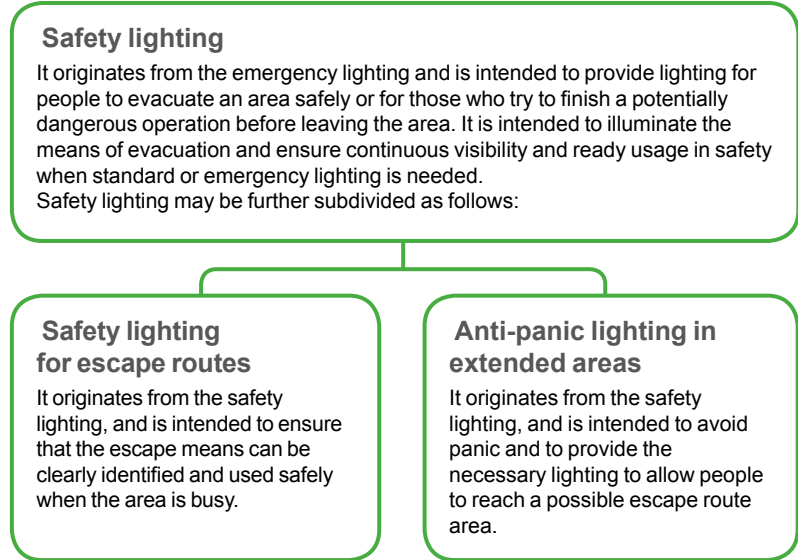 Safety lighting
It originates from the emergency lighting and is intended to provide lighting for
people to evacuate an area safely or for those who try to finish a potentially
dangerous operation before leaving the area. It is intended to illuminate the
means of evacuation and ensure continuous visibility and ready usage in safety
when standard or emergency lighting is needed.
Safety lighting may be further subdivided as follows:
Safety lighting
for escape routes
It originates from the safety
lighting, and is intended to ensure
that the escape means can be
clearly identified and used safely
when the area is busy.
Anti-panic lighting in
extended areas
It originates from the safety
lighting, and is intended to avoid
panic and to provide the
necessary lighting to allow people
to reach a possible escape route
area.